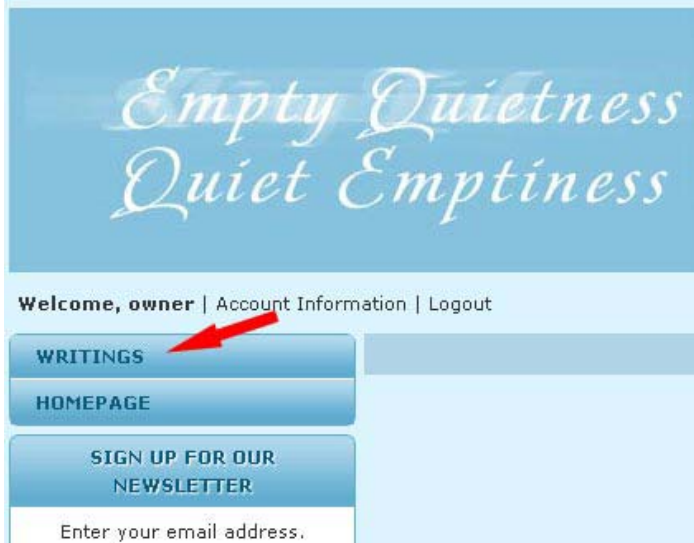 Empty Quietness
Quiet Emptiness
Welcome, owner | Account Information | Logout
WRITINGS
HOMEPAGE
SIGN UP FOR OUR
NEWSLETTER
Enter your email address.